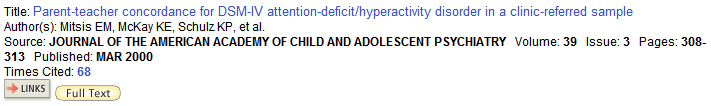 Title: Parent-teacher concordance for DSM-IV attention-deficit/hyperactivity disorder in a clinic-referred sample
Author(s): Mitsis EM, McKay KE, Schulz KP, et al.
Source: JOURNAL OF THE AMERICAN ACADEMY OF CHILD AND ADOLESCENT PSYCHIATRY Volume: 39 Issue: 3 Pages: 308-
313 Published: MAR 2000
Times Cited: 68
LINKS Full Text